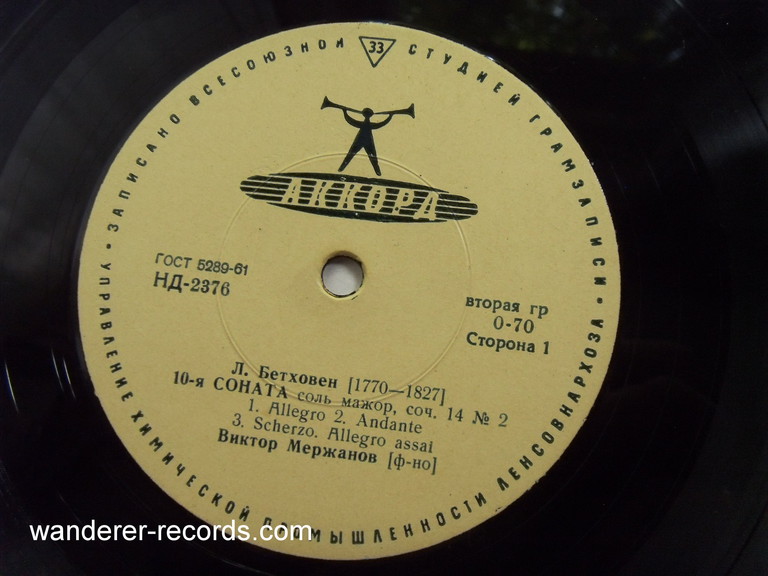 ЗАПИСАНО ВСЕСОЮЗНОЙ 33 СТУДИЕЙ ГРАМЗАПИСИ
АККОРД
ГОСТ 5289-61
НД-2376
вторая гр
0-70
Сторона 1
Л. Бетховен [1770—1827]
10-я СОНАТА соль мажор, соч. 14 № 2
1. Allegro 2. Andante
3. Scherzo. Allegro assai
Виктор Мержанов [ф-но]
• УПРАВЛЕНИЕ ХИМИЧЕСКОЙ ПРОМЫШЛЕННОСТИ ЛЕНСОВНАРХОЗА •
wanderer-records.com